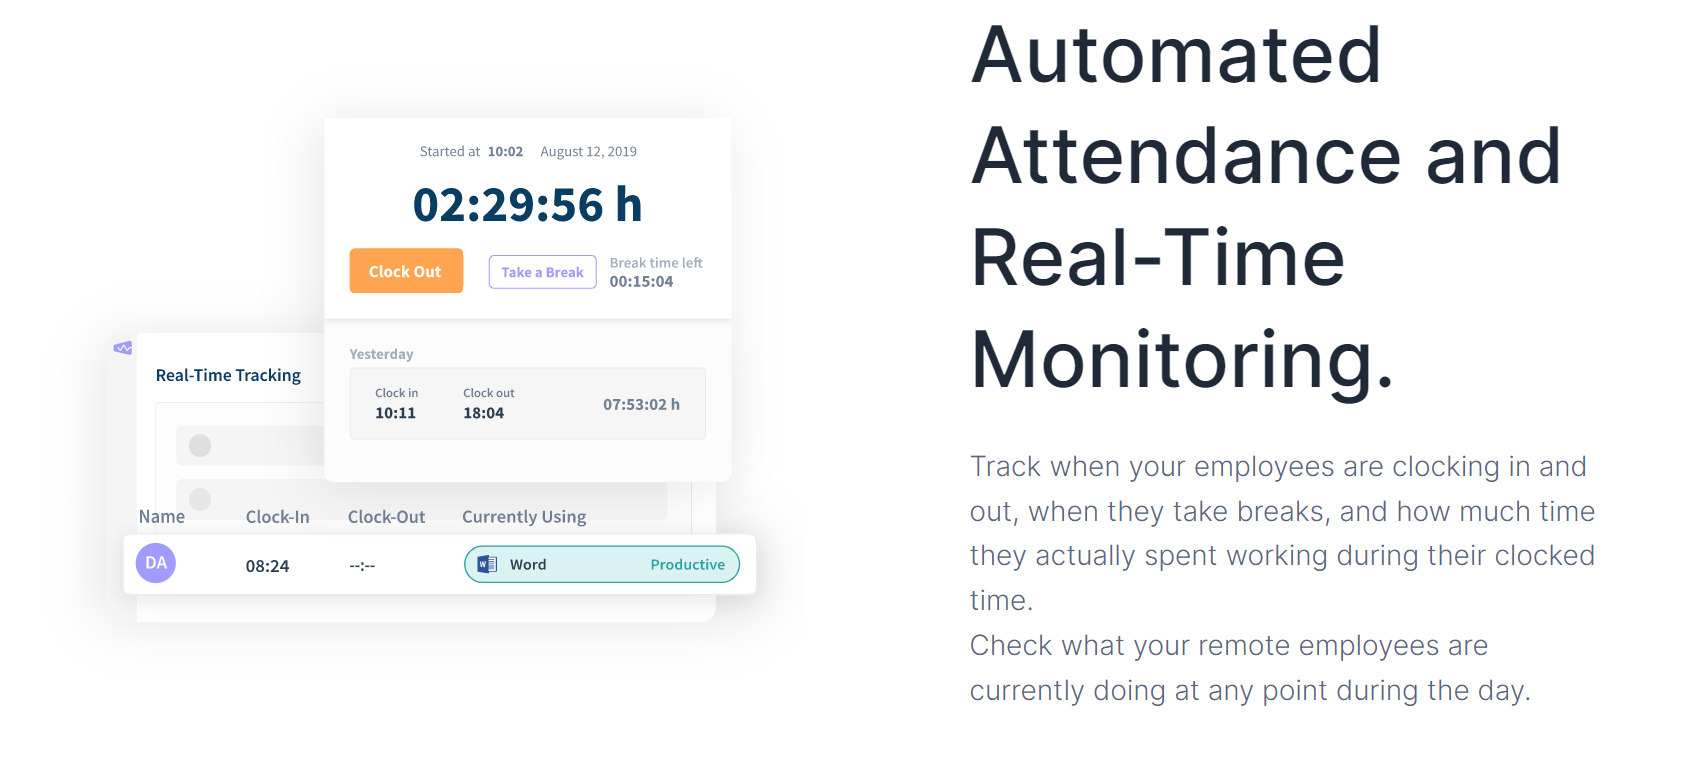 Automated
Attendance and
Real-Time
Monitoring.
Track when your employees are clocking in and
out, when they take breaks, and how much time
they actually spent working during their clocked
time.
Check what your remote employees are
currently doing at any point during the day.
Started at 10:02 August 12, 2019
02:29:56 h
Clock Out
Take a Break
Break time left
00:15:04
Yesterday
Clock in
10:11
Clock out
18:04
07:53:02 h
Real-Time Tracking
Name Clock-In Clock-Out Currently Using
DA 08:24 --:-- W Word Productive